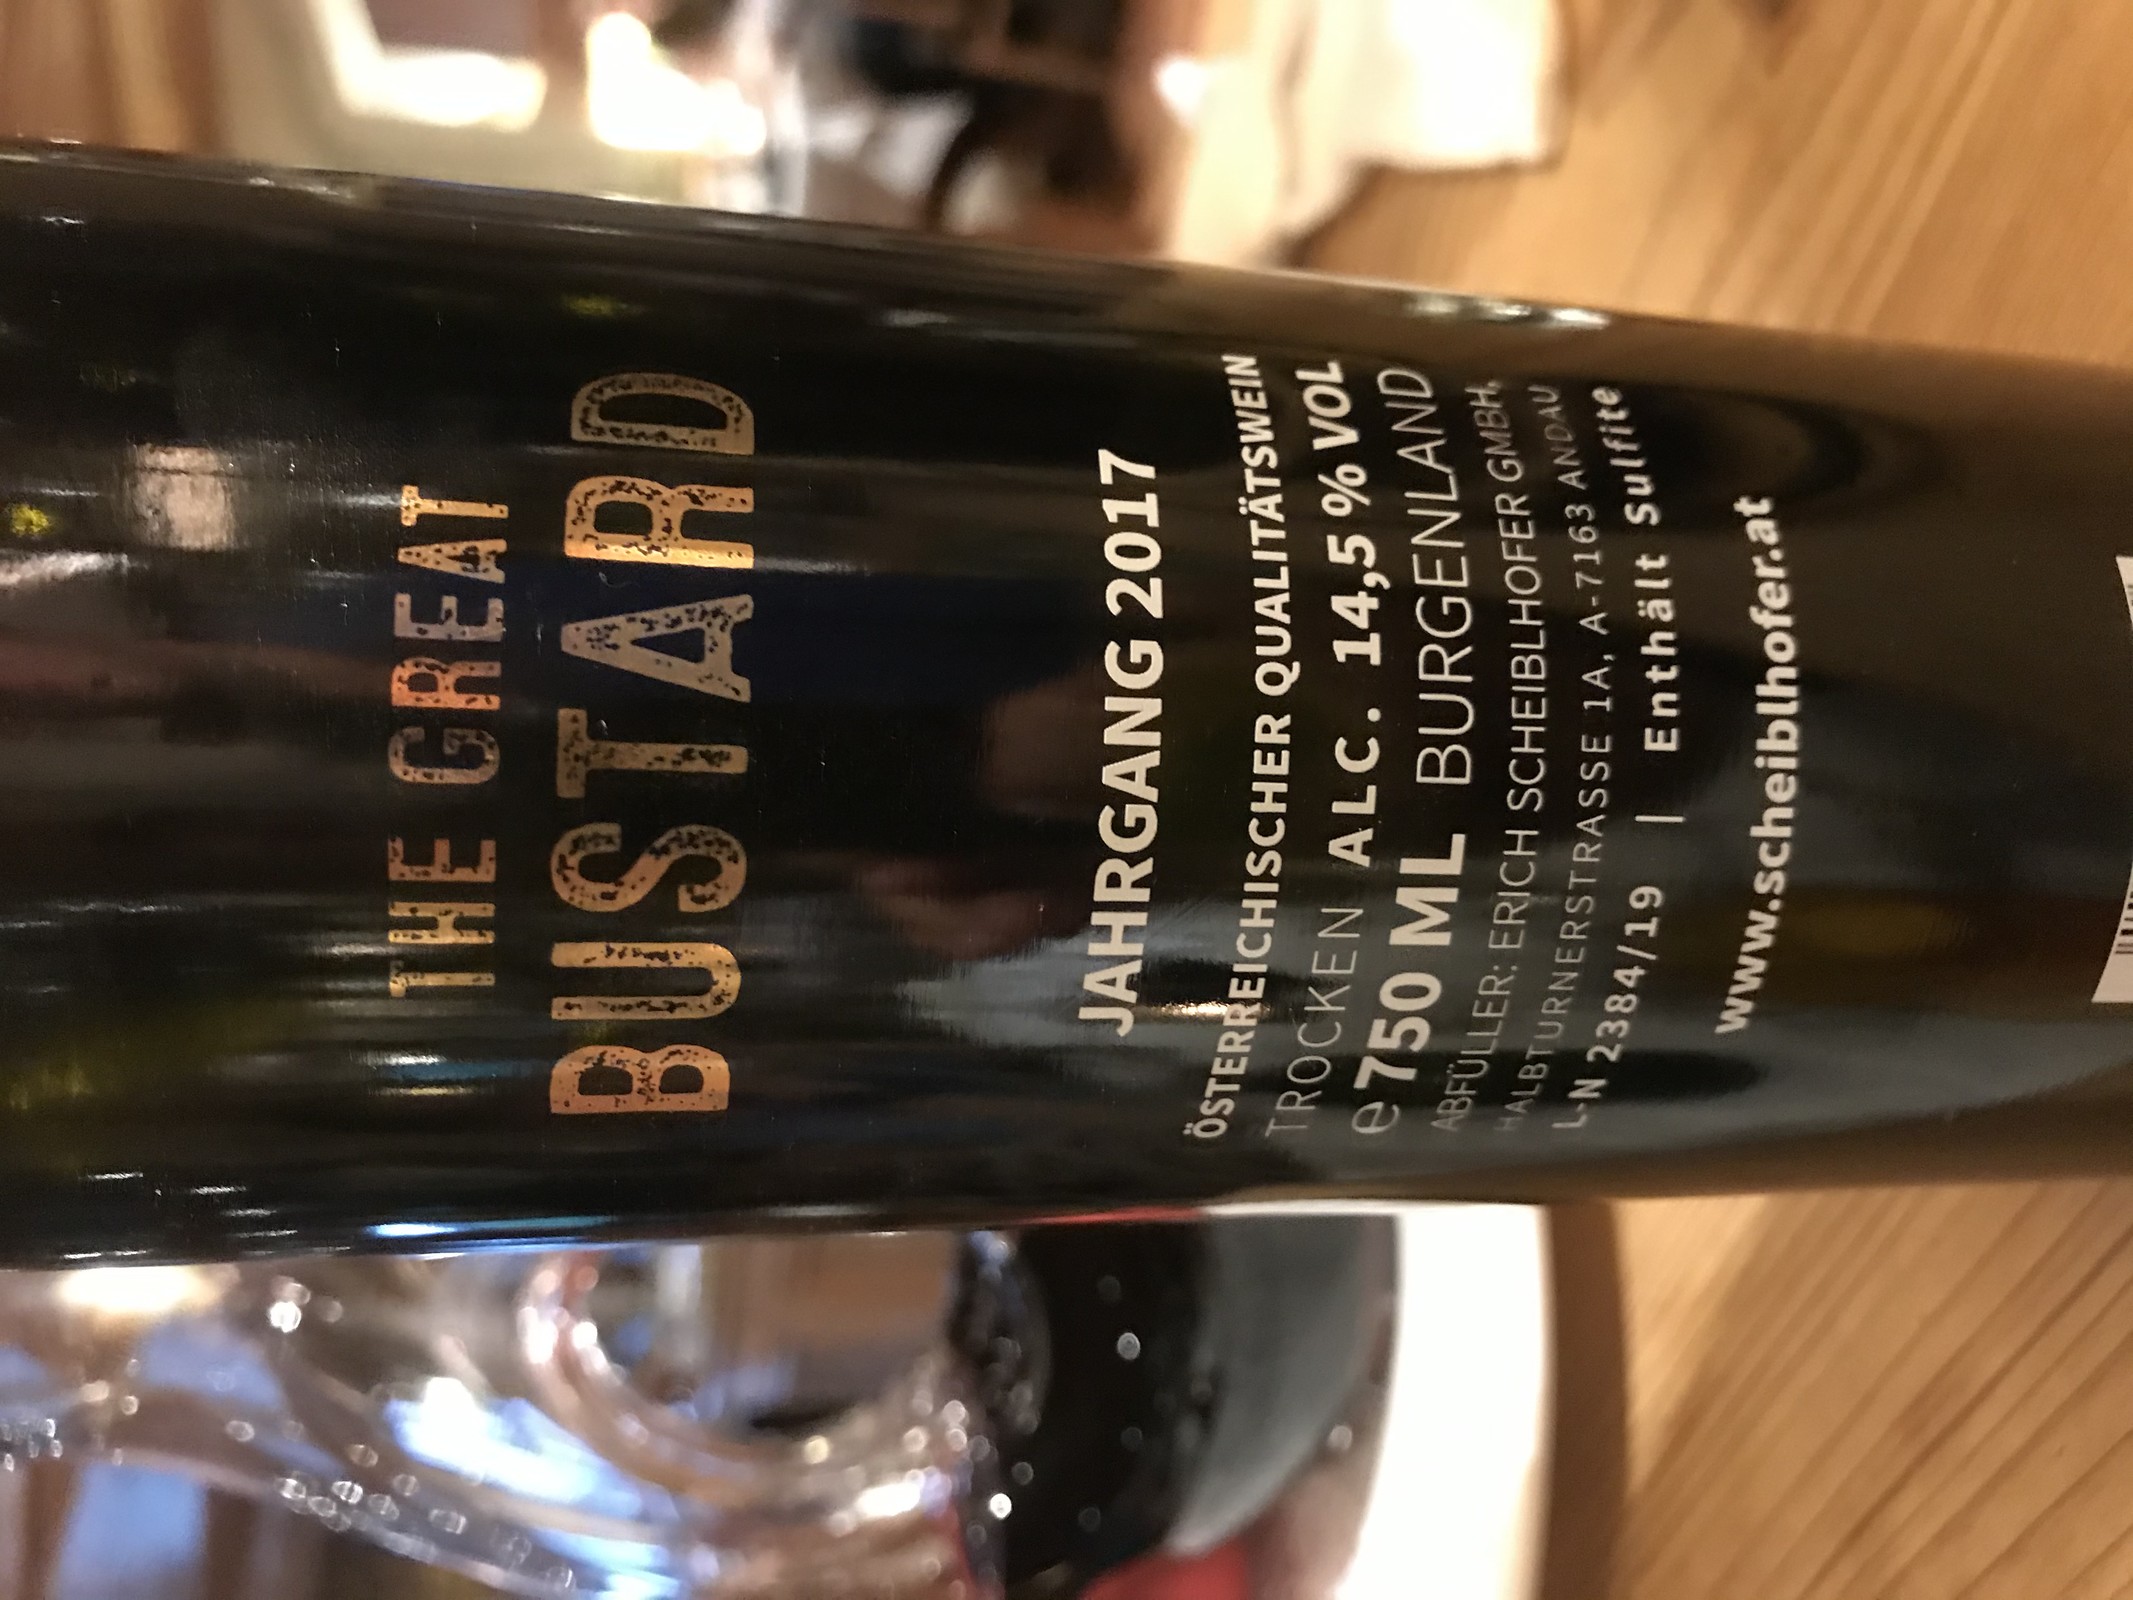 THE GREAT
BUSTARD
JAHRGANG 2017
ÖSTERREICHISCHER QUALITÄTSWEIN
TROCKEN ALC. 14,5 % VOL
e 750 ML BURGENLAND
ABFÜLLER: ERICH SCHEIBLHOFER GMBH,
HALBTURNERSTRASSE 1A, A-7163 ANDAU
L-N 2384/19 | Enthält Sulfite
www.scheiblhofer.at